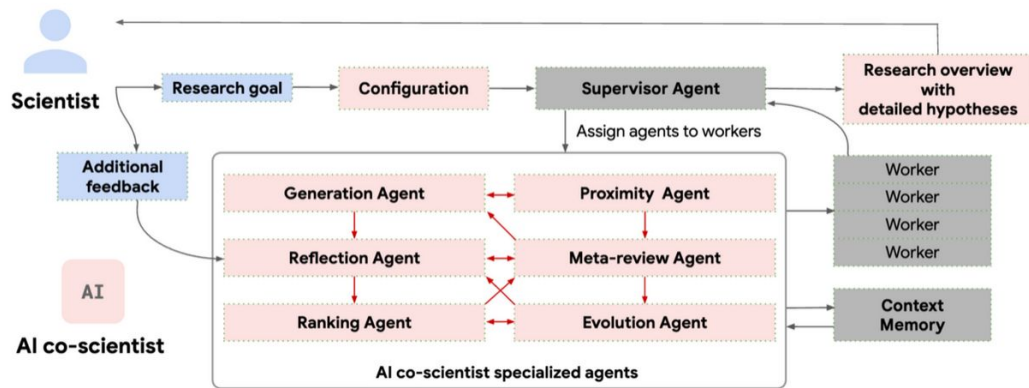 Scientist
Research goal
Configuration
Supervisor Agent
Research overview
with
detailed hypotheses
Assign agents to workers
Additional
feedback
Generation Agent
Proximity Agent
Reflection Agent
Meta-review Agent
Ranking Agent
Evolution Agent
AI co-scientist specialized agents
Worker
Worker
Worker
Worker
Context
Memory
AI
AI co-scientist